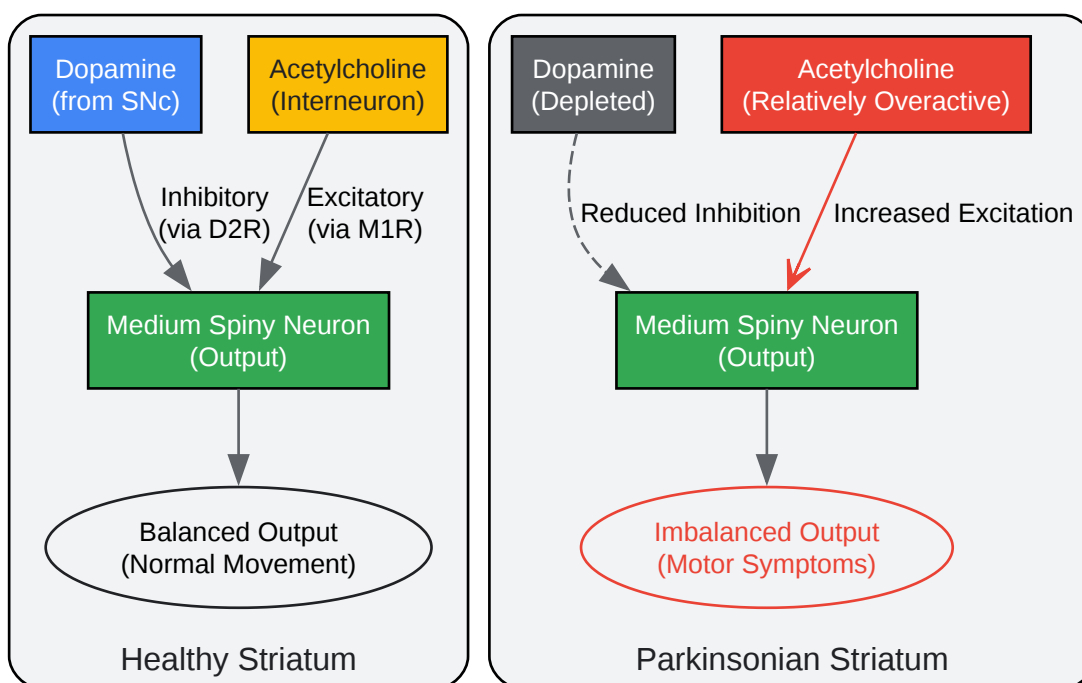 Dopamine
(from SNc)
Acetylcholine
(Interneuron)
Inhibitory
(via D2R)
Excitatory
(via M1R)
Medium Spiny Neuron
(Output)
Balanced Output
(Normal Movement)
Healthy Striatum
Dopamine
(Depleted)
Acetylcholine
(Relatively Overactive)
Reduced Inhibition
Increased Excitation
Medium Spiny Neuron
(Output)
Imbalanced Output
(Motor Symptoms)
Parkinsonian Striatum